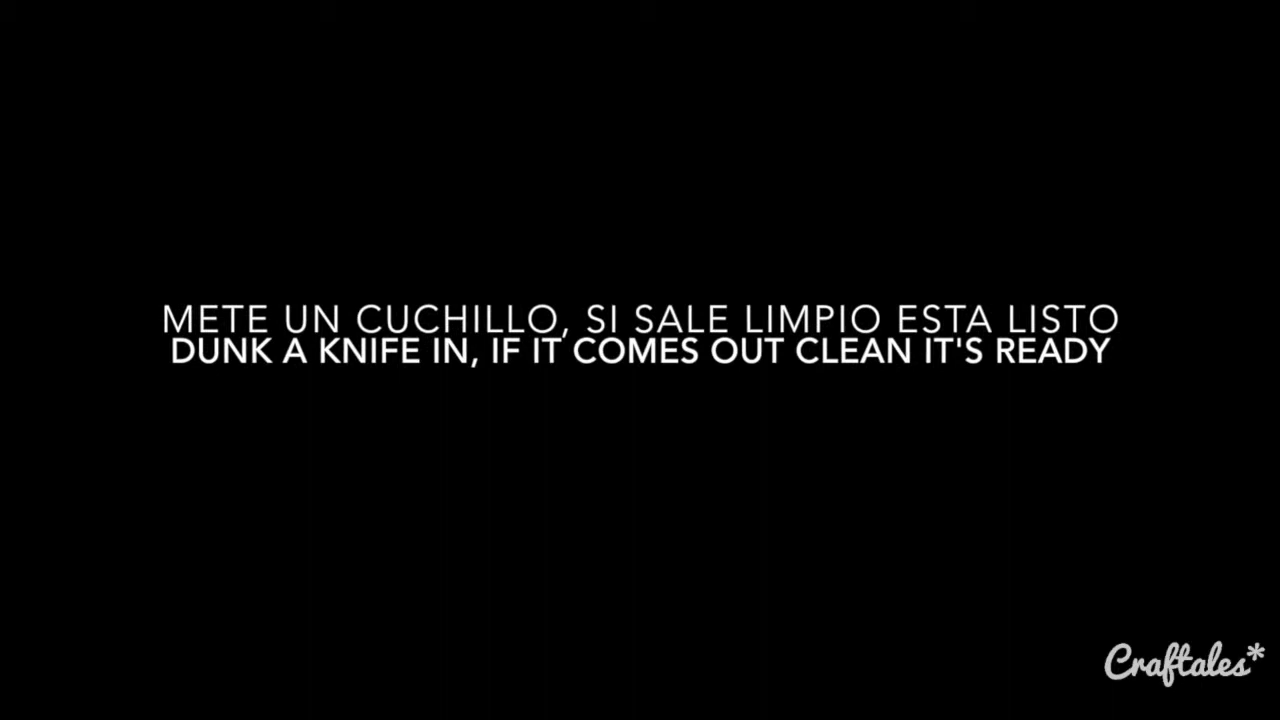 METE UN CUCHILLO, SI SALE LIMPIO ESTA LISTO
DUNK A KNIFE IN, IF IT COMES OUT CLEAN IT'S READY
Craftales*